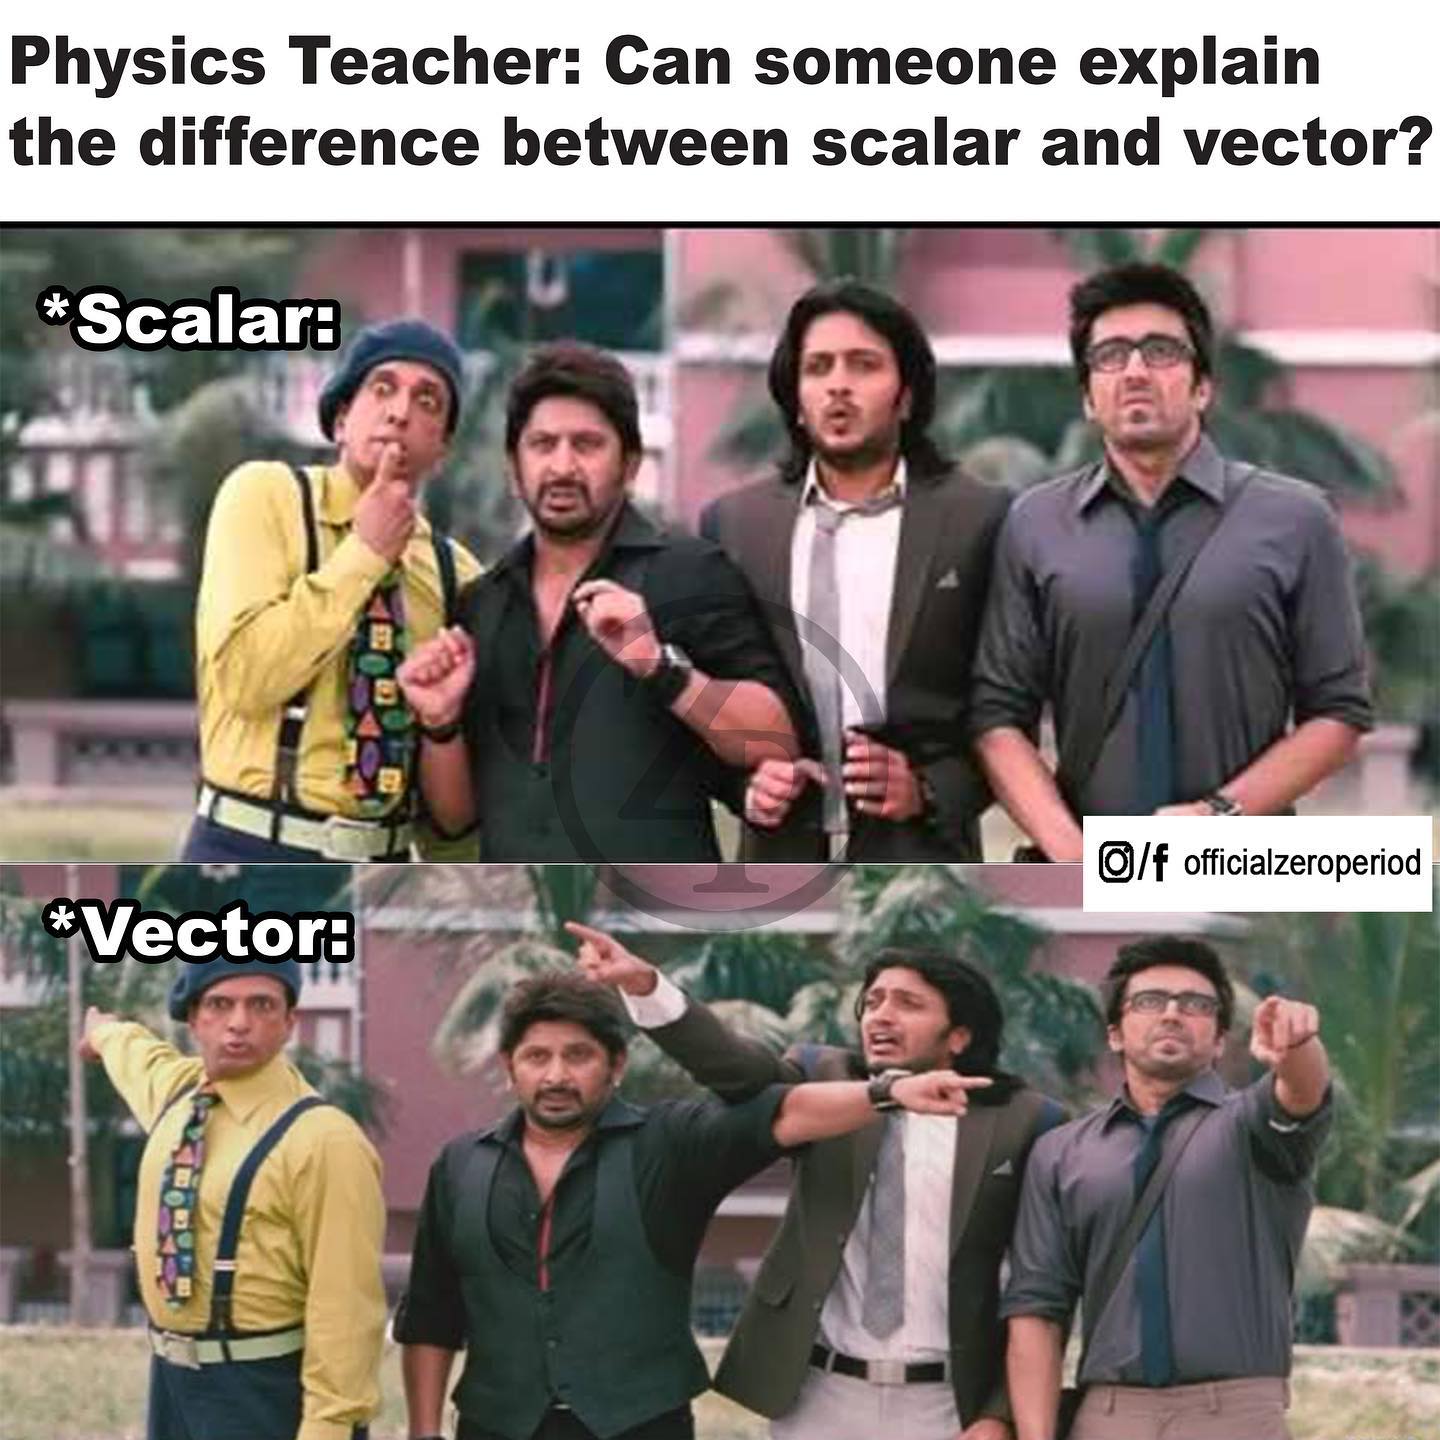 Physics Teacher: Can someone explain
the difference between scalar and vector?
*Scalar:
/f officialzeroperiod
*Vector: